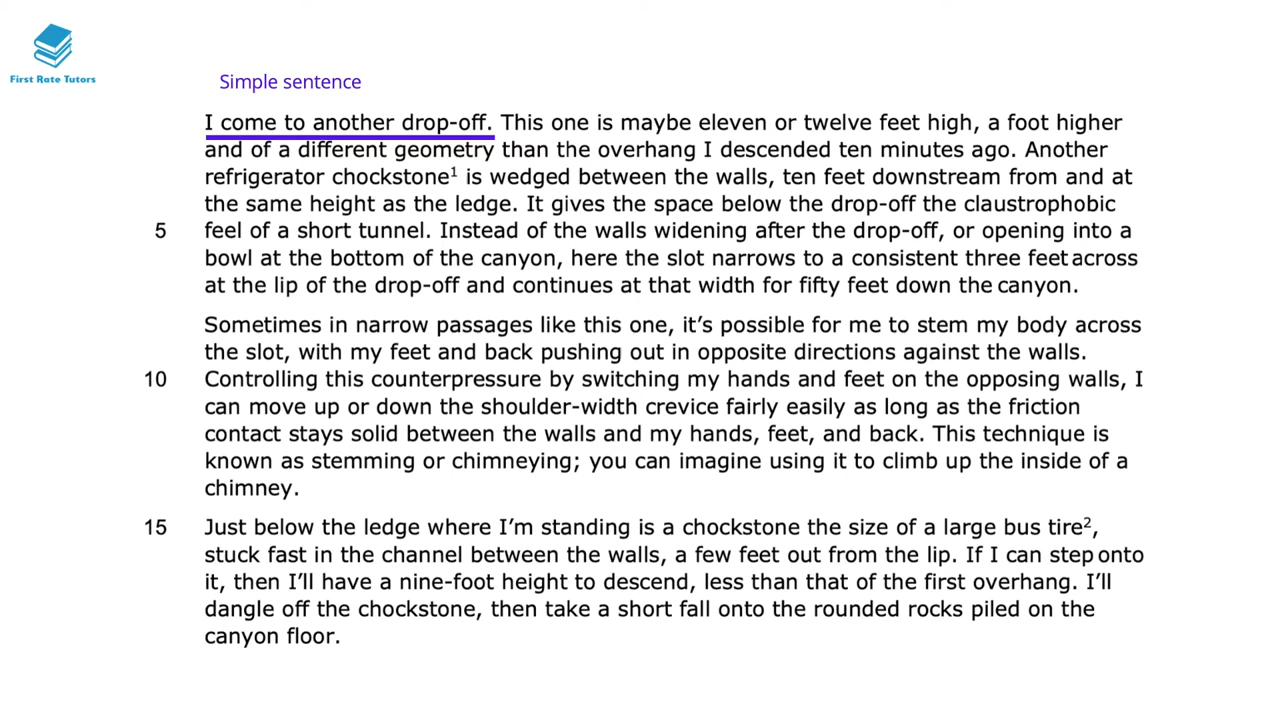 First Rate Tutors
Simple sentence
I come to another drop-off. This one is maybe eleven or twelve feet high, a foot higher
and of a different geometry than the overhang I descended ten minutes ago. Another
refrigerator chockstone¹ is wedged between the walls, ten feet downstream from and at
the same height as the ledge. It gives the space below the drop-off the claustrophobic
5 feel of a short tunnel. Instead of the walls widening after the drop-off, or opening into a
bowl at the bottom of the canyon, here the slot narrows to a consistent three feet across
at the lip of the drop-off and continues at that width for fifty feet down the canyon.
Sometimes in narrow passages like this one, it's possible for me to stem my body across
the slot, with my feet and back pushing out in opposite directions against the walls.
10 Controlling this counterpressure by switching my hands and feet on the opposing walls, I
can move up or down the shoulder-width crevice fairly easily as long as the friction
contact stays solid between the walls and my hands, feet, and back. This technique is
known as stemming or chimneying; you can imagine using it to climb up the inside of a
chimney.
15 Just below the ledge where I'm standing is a chockstone the size of a large bus tire²,
stuck fast in the channel between the walls, a few feet out from the lip. If I can step onto
it, then I'll have a nine-foot height to descend, less than that of the first overhang. I'll
dangle off the chockstone, then take a short fall onto the rounded rocks piled on the
canyon floor.